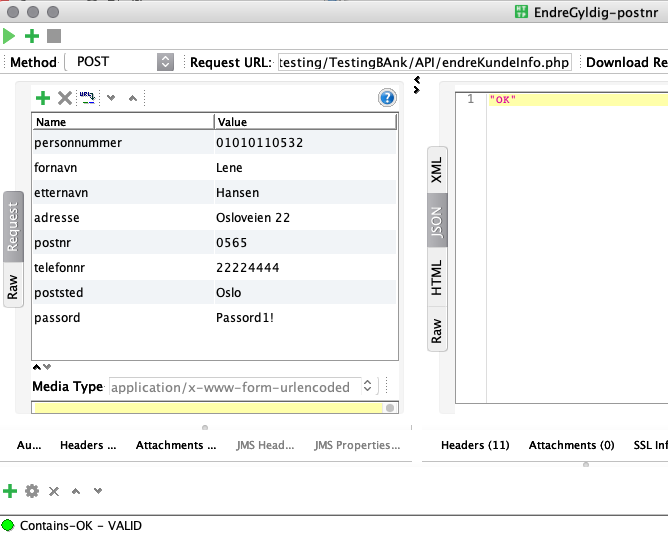 EndreGyldig-postnr
Method POST Request URL: testing/TestingBAnk/API/endreKundeInfo.php Download Re
URL
?
Name Value
personnummer 01010110532
fornavn Lene
etternavn Hansen
adresse Osloveien 22
postnr 0565
telefonnr 22224444
poststed Oslo
passord Passord1!
Request
Raw
Media Type application/x-www-form-urlencoded
1 "OK"
XML
JSON
HTML
Raw
Au... Headers ... Attachments ... JMS Head... JMS Properties...
Headers (11) Attachments (0) SSL Inf
Contains-OK - VALID